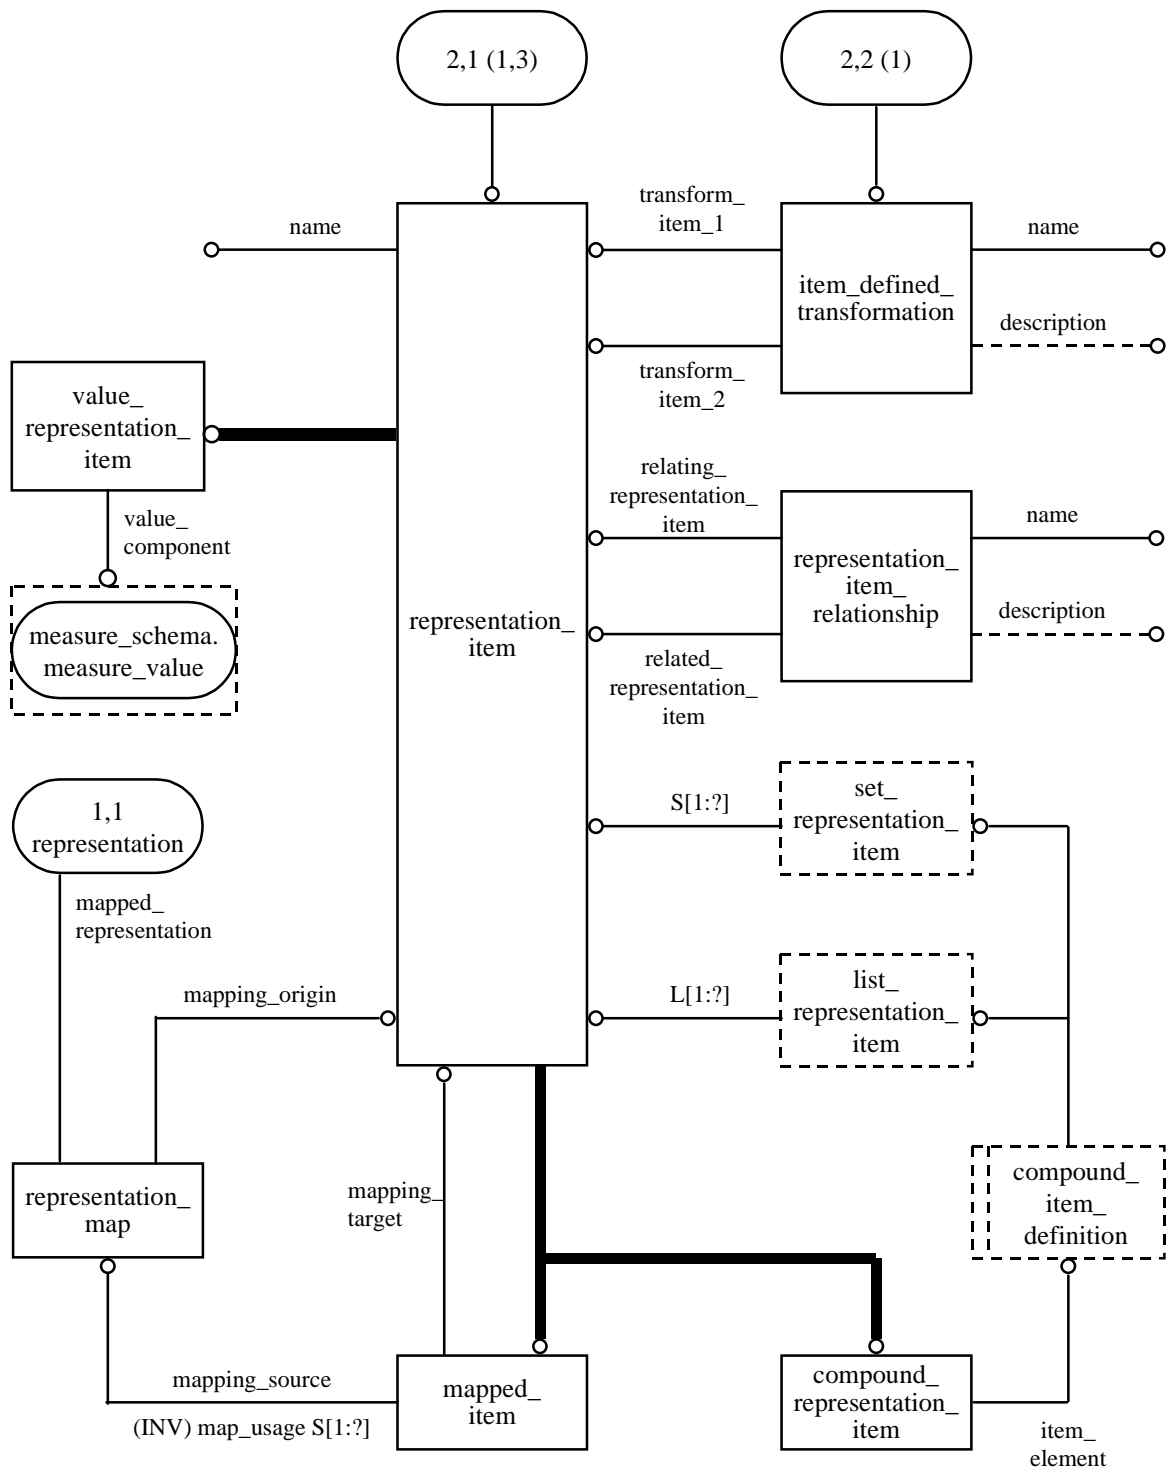 2,1 (1,3)
2,2 (1)
name
transform_
item_1
name
item_defined_
transformation
description
transform_
item_2
value_
representation_
item
relating_
representation_
item
name
value_
component
representation_
item_
relationship
description
representation_
item
measure_schema.
measure_value
related_
representation_
item
1,1
representation
S[1:?]
set_
representation_
item
mapped_
representation
mapping_origin
L[1:?]
list_
representation_
item
representation_
map
mapping_
target
compound_
item_
definition
mapping_source
(INV) map_usage S[1:?]
mapped_
item
compound_
representation_
item
item_
element